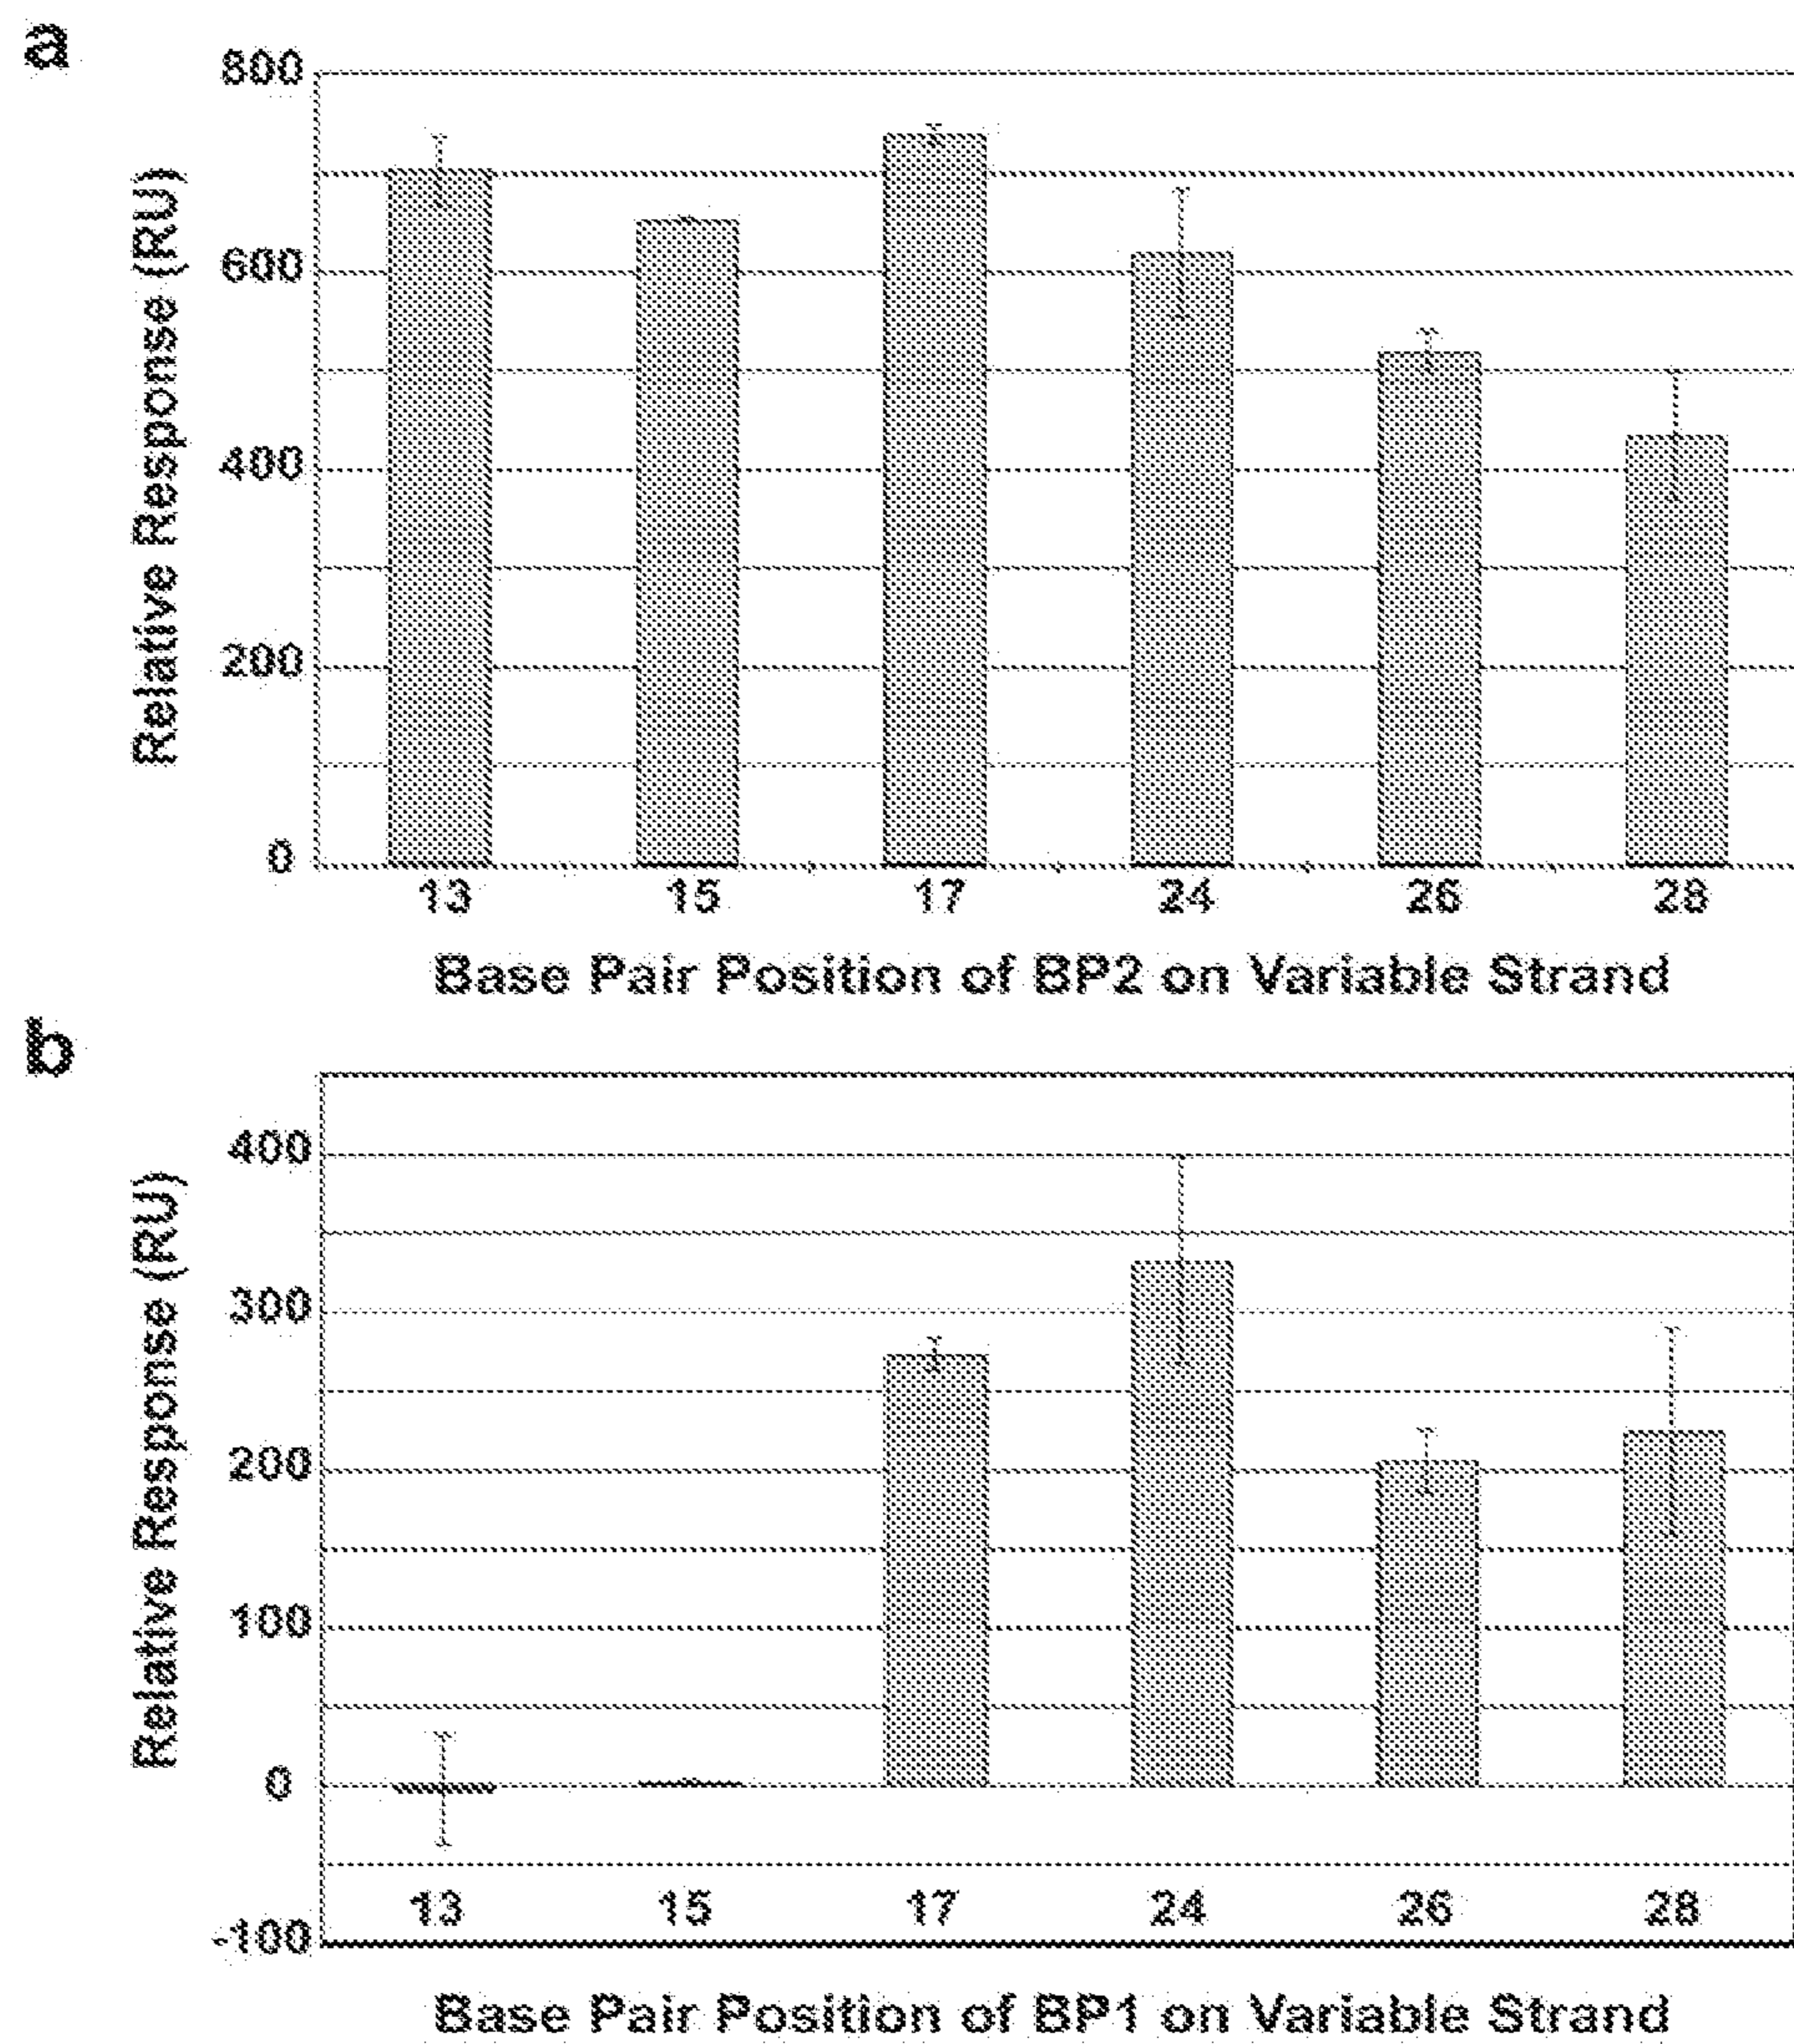 a
Relative Response (RU)
800
600
400
200
0
13 15 17 24 26 28
Base Pair Position of BP2 on Variable Strand
b
Relative Response (RU)
400
300
200
100
0
-100
13 15 17 24 26 28
Base Pair Position of BP1 on Variable Strand